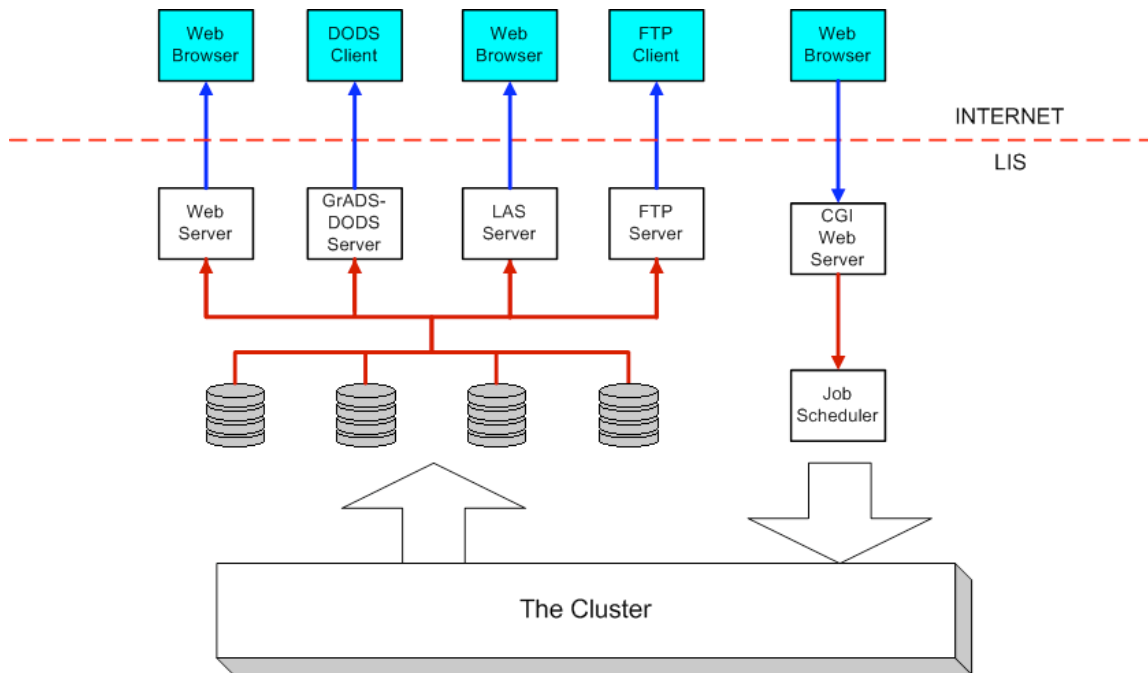 Web
Browser
DODS
Client
Web
Browser
FTP
Client
Web
Browser
INTERNET
LIS
Web
Server
GrADS-
DODS
Server
LAS
Server
FTP
Server
CGI
Web
Server
Job
Scheduler
The Cluster